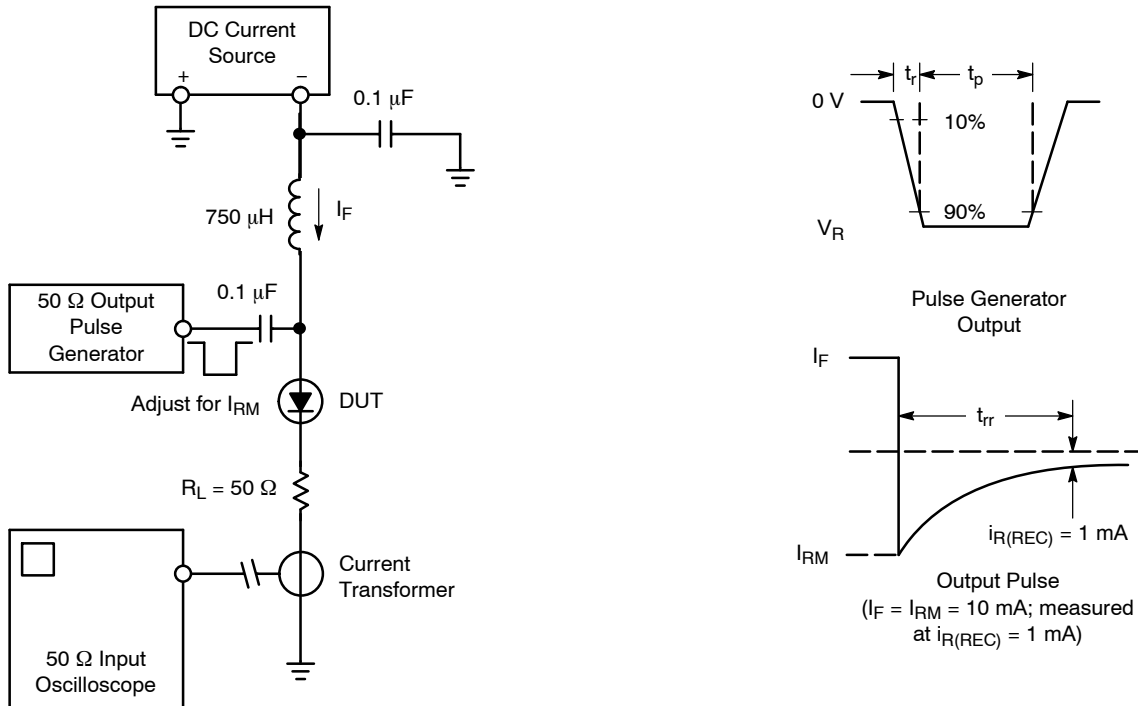 DC Current
Source
+
−
0.1 μF
750 μH
I_F
50 Ω Output
Pulse
Generator
0.1 μF
Adjust for I_RM
DUT
R_L = 50 Ω
Current
Transformer
50 Ω Input
Oscilloscope
t_r
t_p
0 V
10%
90%
V_R
Pulse Generator
Output
I_F
t_rr
i_R(REC) = 1 mA
I_RM
Output Pulse
(I_F = I_RM = 10 mA; measured
at i_R(REC) = 1 mA)